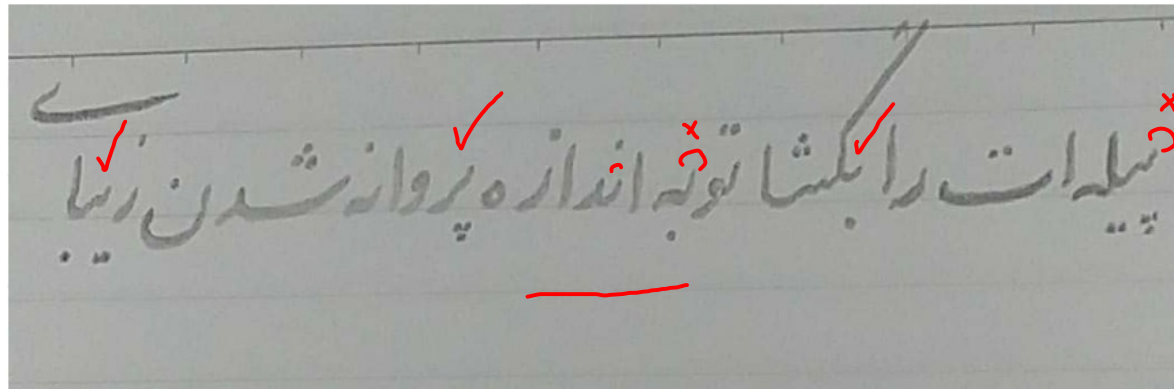 پیله ات را بگشا تو به اندازه پروانه شدن زیبایی